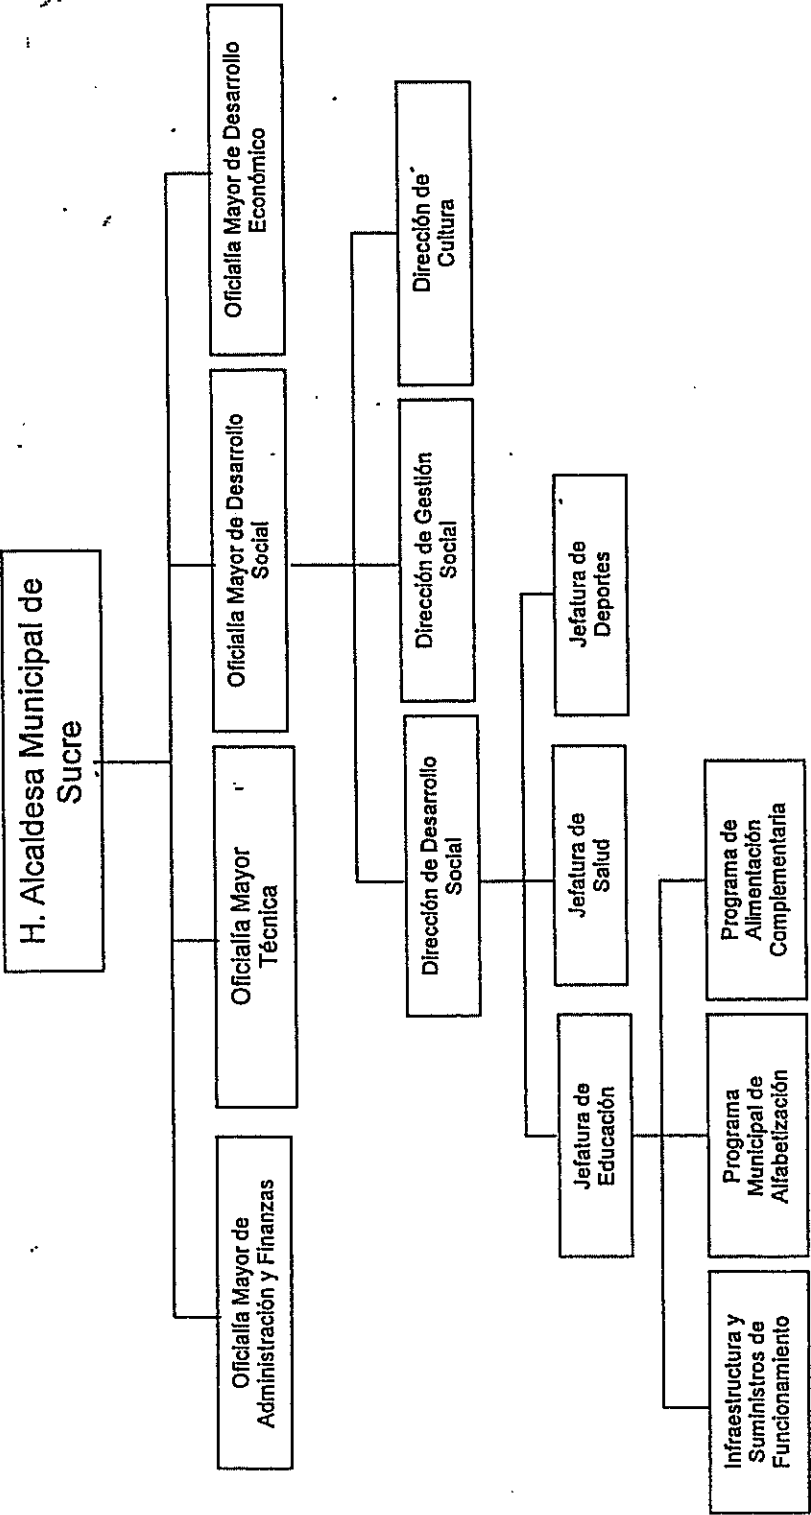 H. Alcaldesa Municipal de
Sucre
Oficialía Mayor de
Administración y Finanzas
Oficialía Mayor
Técnica
Oficialía Mayor de Desarrollo
Social
Oficialía Mayor de Desarrollo
Económico
Dirección de Desarrollo
Social
Dirección de Gestión
Social
Dirección de
Cultura
Jefatura de
Educación
Jefatura de
Salud
Jefatura de
Deportes
Infraestructura y
Suministros de
Funcionamiento
Programa
Municipal de
Alfabetización
Programa de
Alimentación
Complementaria